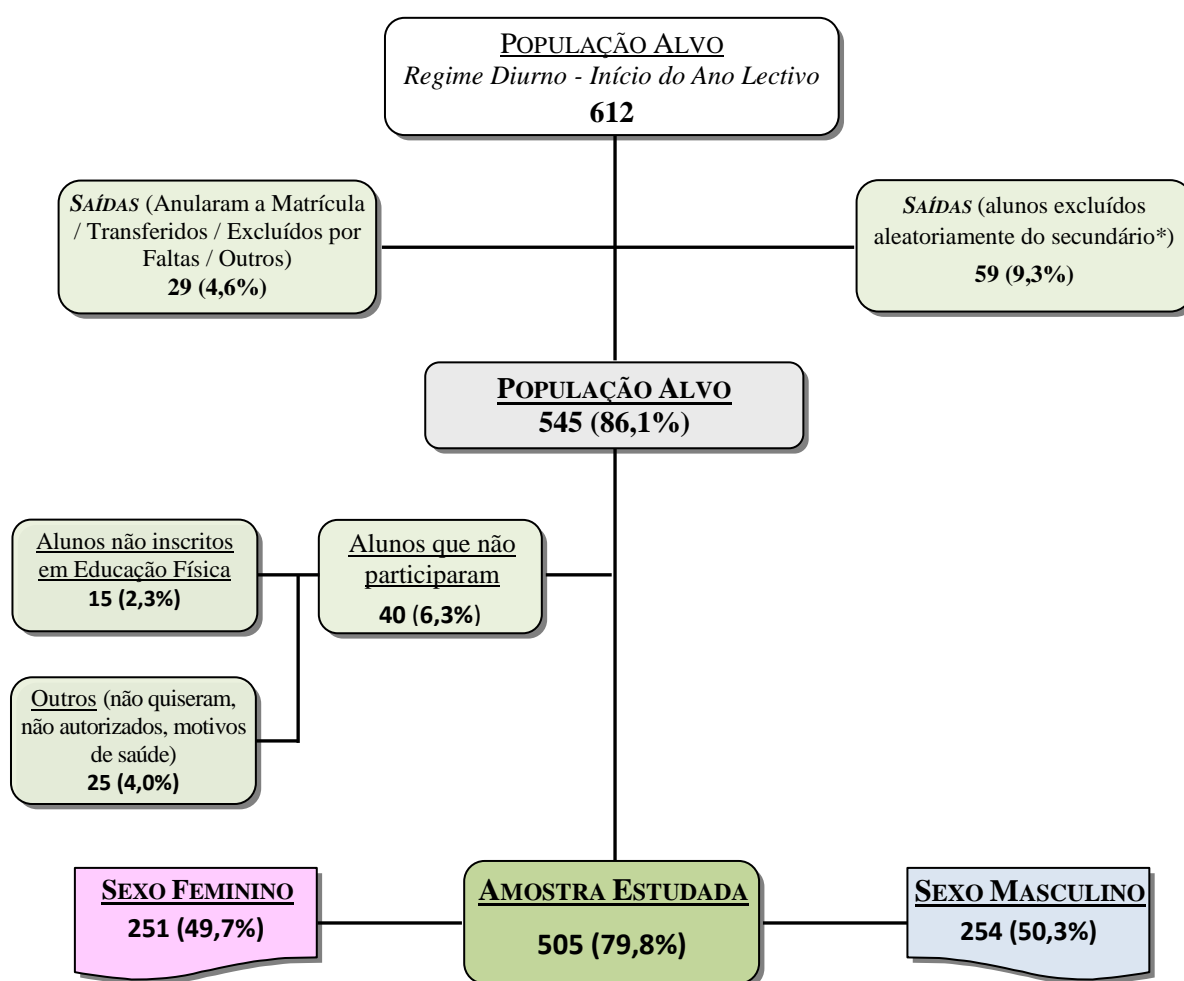 POPULAÇÃO ALVO
Regime Diurno - Início do Ano Lectivo
612
SAÍDAS (Anularam a Matrícula
/ Transferidos / Excluídos por
Faltas / Outros)
29 (4,6%)
SAÍDAS (alunos excluídos
aleatoriamente do secundário*)
59 (9,3%)
POPULAÇÃO ALVO
545 (86,1%)
Alunos não inscritos
em Educação Física
15 (2,3%)
Alunos que não
participaram
40 (6,3%)
Outros (não quiseram,
não autorizados, motivos
de saúde)
25 (4,0%)
SEXO FEMININO
251 (49,7%)
AMOSTRA ESTUDADA
505 (79,8%)
SEXO MASCULINO
254 (50,3%)